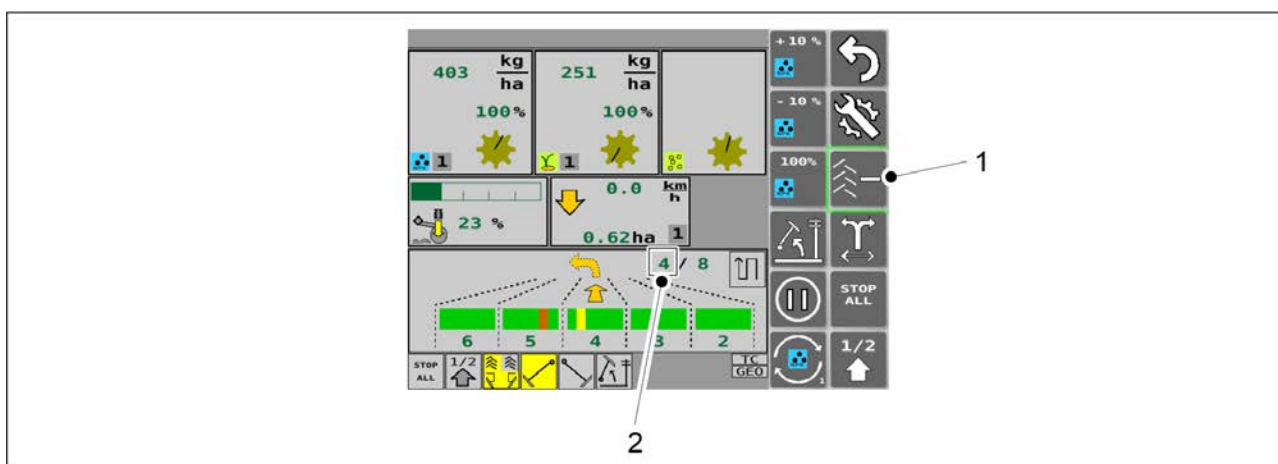 +10 %
403 kg/ha
251 kg/ha
100%
100%
1
1
- 10 %
100%
1
23 %
0.0 km/h
0.62ha 1
4 / 8
STOP ALL
6 5 4 3 2
STOP ALL
1/2
TC
GEO
1
1/2
2